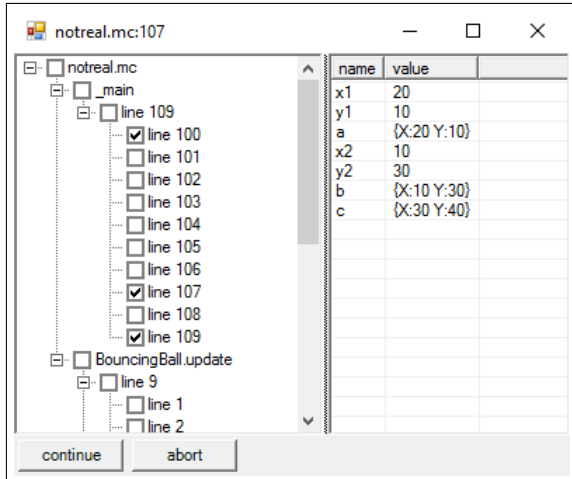 notreal.mc:107
notreal.mc
_main
line 109
line 100
line 101
line 102
line 103
line 104
line 105
line 106
line 107
line 108
line 109
BouncingBall.update
line 9
line 1
line 2
name value
x1 20
y1 10
a {X:20 Y:10}
x2 10
y2 30
b {X:10 Y:30}
c {X:30 Y:40}
continue abort